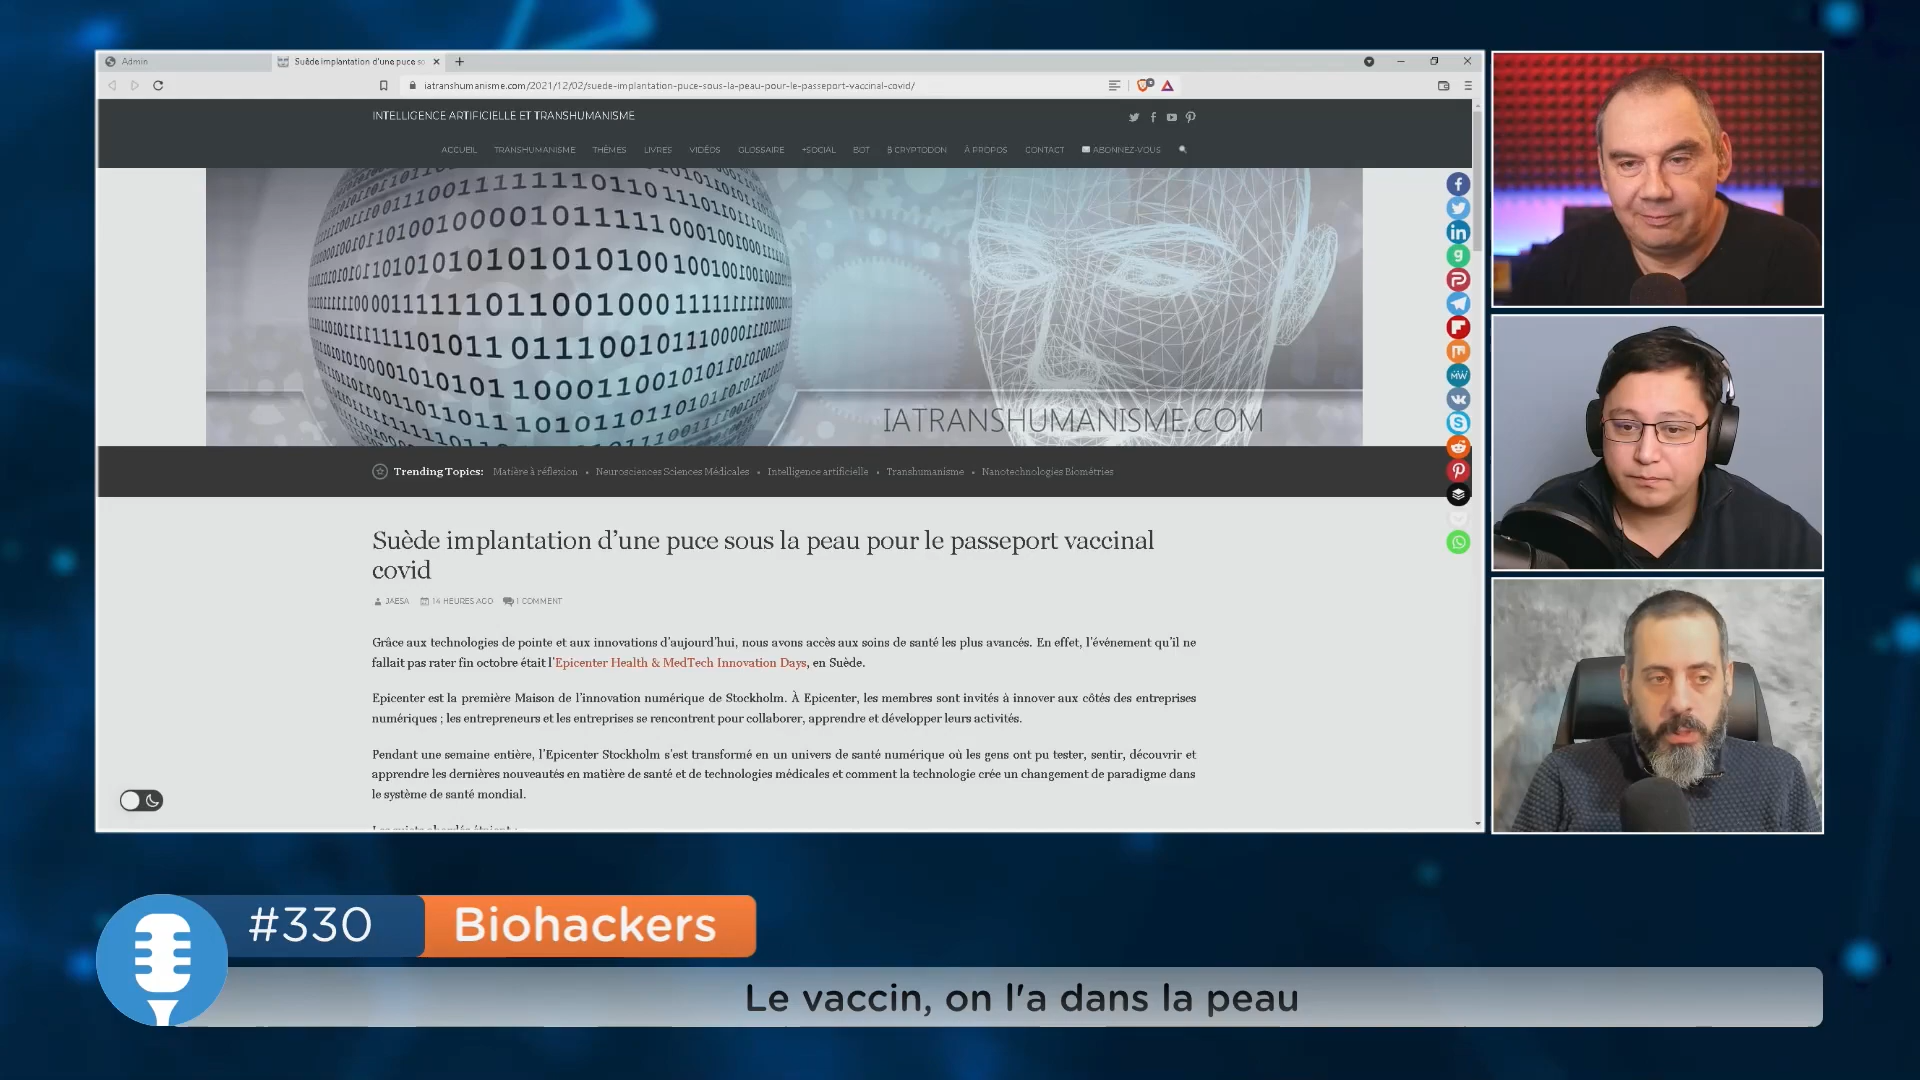 Admin
Suède implantation d'une puce so
iatranshumanisme.com/2021/12/02/suede-implantation-puce-sous-la-peau-pour-le-passeport-vaccinal-covid/
INTELLIGENCE ARTIFICIELLE ET TRANSHUMANISME
ACCUEIL TRANSHUMANISME THÈMES LIVRES VIDÉOS GLOSSAIRE +SOCIAL BOT ₿ CRYPTODON À PROPOS CONTACT ABONNEZ-VOUS
IATRANSHUMANISME.COM
Trending Topics: Matière à réflexion • Neurosciences Sciences Médicales • Intelligence artificielle • Transhumanisme • Nanotechnologies Biométries
Suède implantation d’une puce sous la peau pour le passeport vaccinal
covid
JAESA 14 HEURES AGO 1 COMMENT
Grâce aux technologies de pointe et aux innovations d’aujourd’hui, nous avons accès aux soins de santé les plus avancés. En effet, l’événement qu’il ne
fallait pas rater fin octobre était l’Epicenter Health & MedTech Innovation Days, en Suède.
Epicenter est la première Maison de l’innovation numérique de Stockholm. À Epicenter, les membres sont invités à innover aux côtés des entreprises
numériques ; les entrepreneurs et les entreprises se rencontrent pour collaborer, apprendre et développer leurs activités.
Pendant une semaine entière, l’Epicenter Stockholm s’est transformé en un univers de santé numérique où les gens ont pu tester, sentir, découvrir et
apprendre les dernières nouveautés en matière de santé et de technologies médicales et comment la technologie crée un changement de paradigme dans
le système de santé mondial.
#330 Biohackers
Le vaccin, on l'a dans la peau